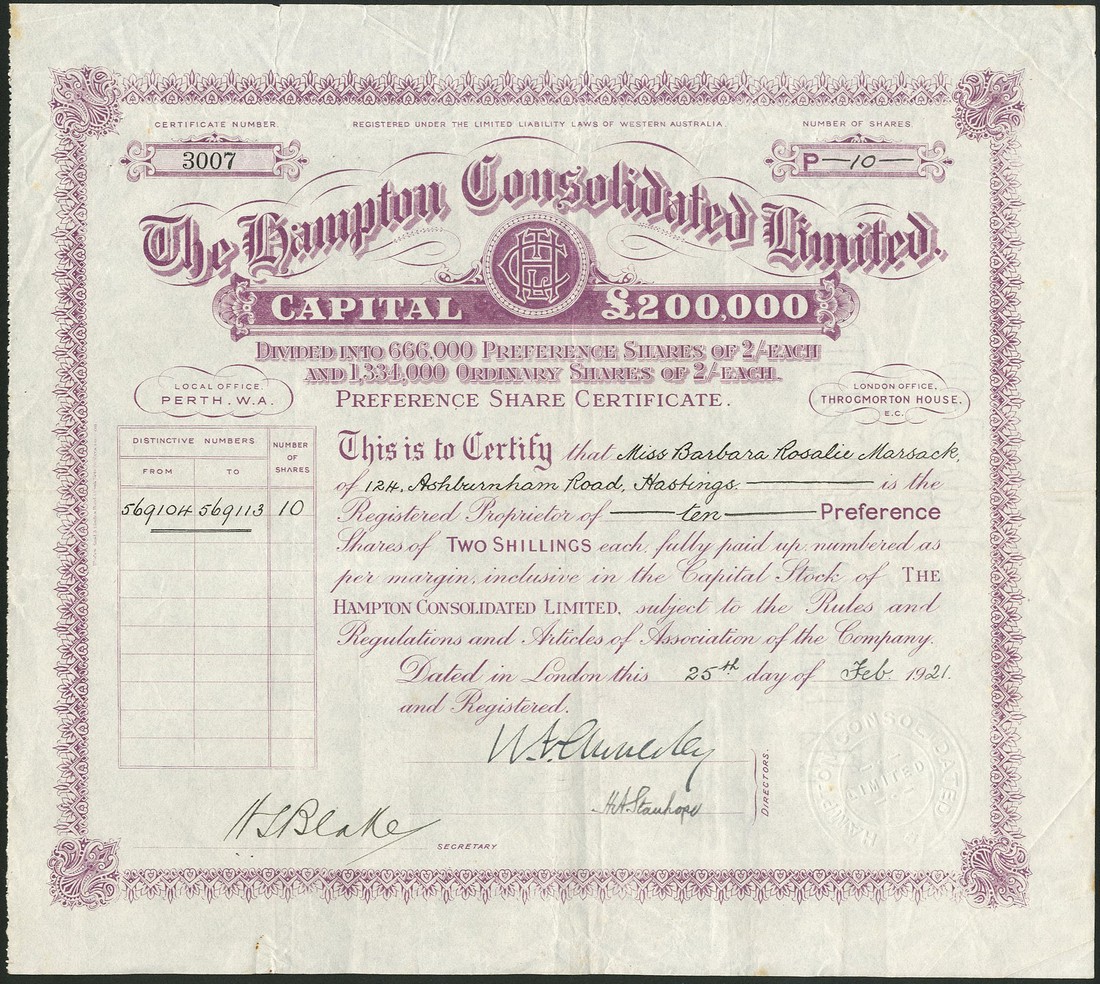 CERTIFICATE NUMBER.
REGISTERED UNDER THE LIMITED LIABILITY LAWS OF WESTERN AUSTRALIA.
NUMBER OF SHARES.
3007
P—10—
The Hampton Consolidated Limited.
CAPITAL £200,000
DIVIDED INTO 666,000 PREFERENCE SHARES OF 2/- EACH
AND 1,334,000 ORDINARY SHARES OF 2/- EACH.
LOCAL OFFICE.
PERTH. W.A.
PREFERENCE SHARE CERTIFICATE.
LONDON OFFICE,
THROGMORTON HOUSE.
E.C.
DISTINCTIVE NUMBERS
NUMBER OF SHARES
FROM TO
569104 569113 10
This is to Certify that Miss Barbara Rosalie Marsack,
of 124, Ashburnham Road, Hastings. is the
Registered Proprietor of —ten— Preference
Shares of TWO SHILLINGS each, fully paid up, numbered as
per margin, inclusive in the Capital Stock of THE
HAMPTON CONSOLIDATED LIMITED, subject to the Rules and
Regulations and Articles of Association of the Company.
Dated in London this 25th day of Feb. 1921.
and Registered.
H A Stanhope
DIRECTORS.
H S Blake
SECRETARY
HAMPTON CONSOLIDATED
Limited